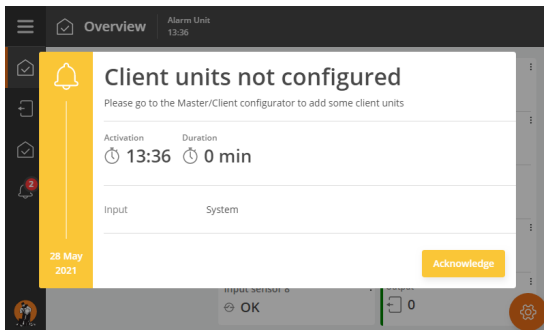 Overview
Alarm Unit
13:36
Client units not configured
Please go to the Master/Client configurator to add some client units
Activation
Duration
13:36
0 min
Input
System
2
28 May
2021
Acknowledge
Input sensor 8
OK
Output
0